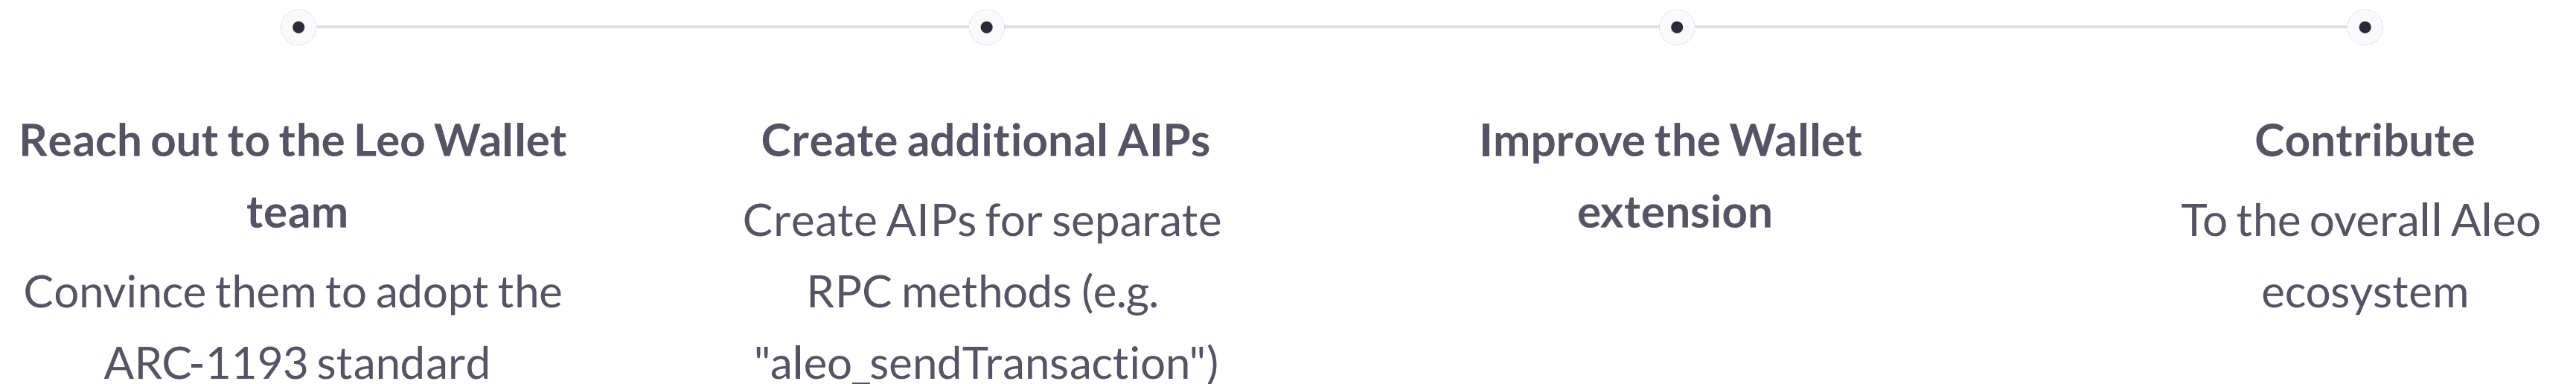 Reach out to the Leo Wallet
team
Convince them to adopt the
ARC-1193 standard
Create additional AIPs
Create AIPs for separate
RPC methods (e.g.
"aleo_sendTransaction")
Improve the Wallet
extension
Contribute
To the overall Aleo
ecosystem